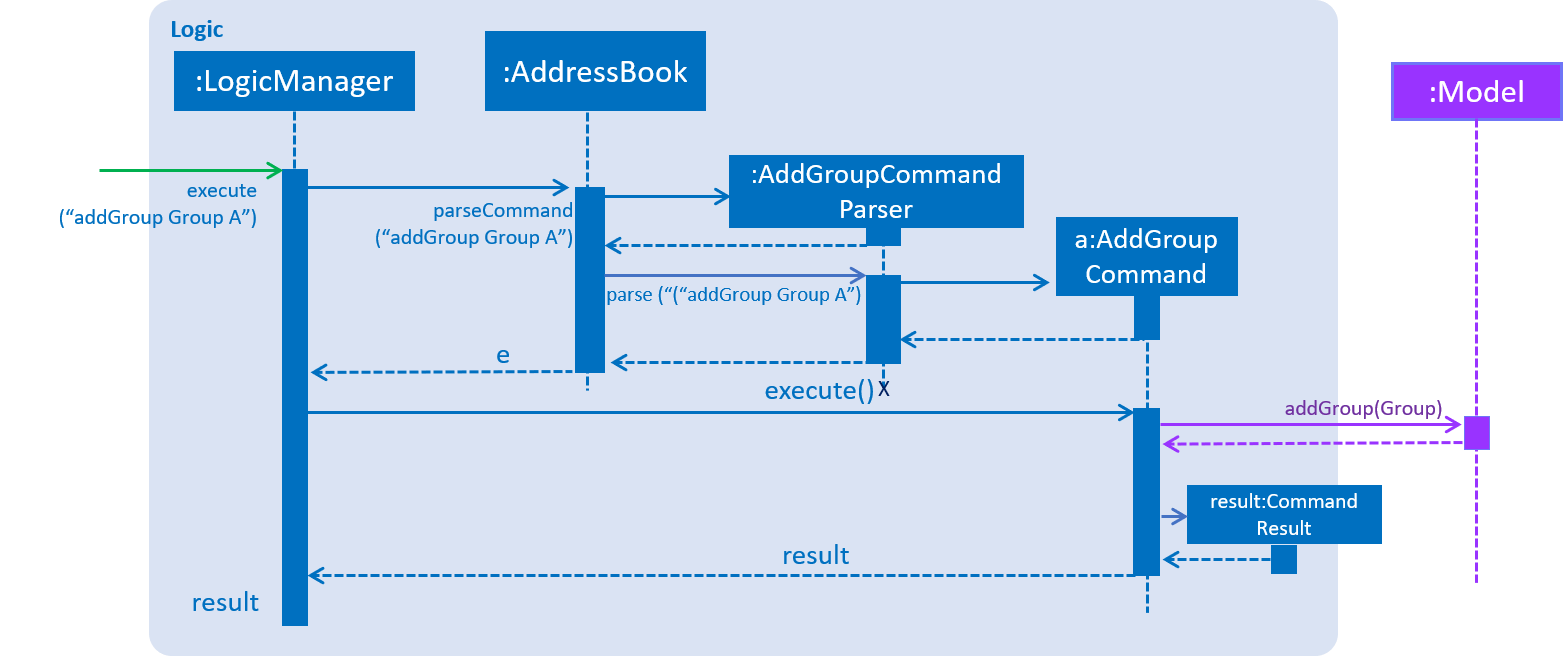 Logic
:LogicManager
:AddressBook
:Model
:AddGroupCommand
Parser
execute
(“addGroup Group A”)
parseCommand
(“addGroup Group A”)
a:AddGroup
Command
parse (“(“addGroup Group A”)
e
execute()
X
addGroup(Group)
result:Command
Result
result
result